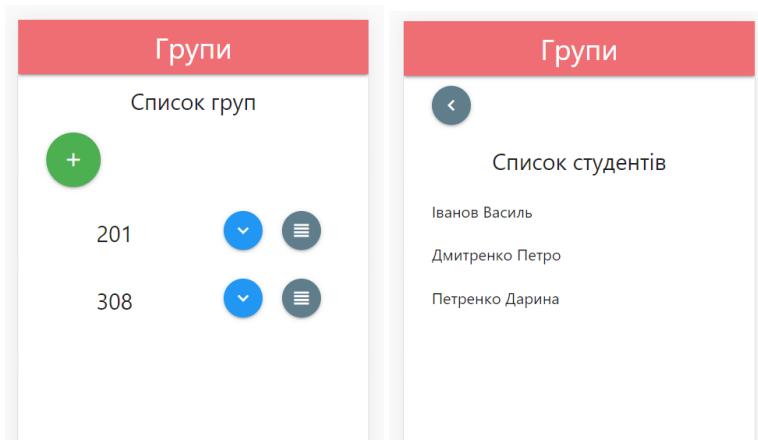 Групи
Список груп
201
308
Групи
Список студентів
Іванов Василь
Дмитренко Петро
Петренко Дарина